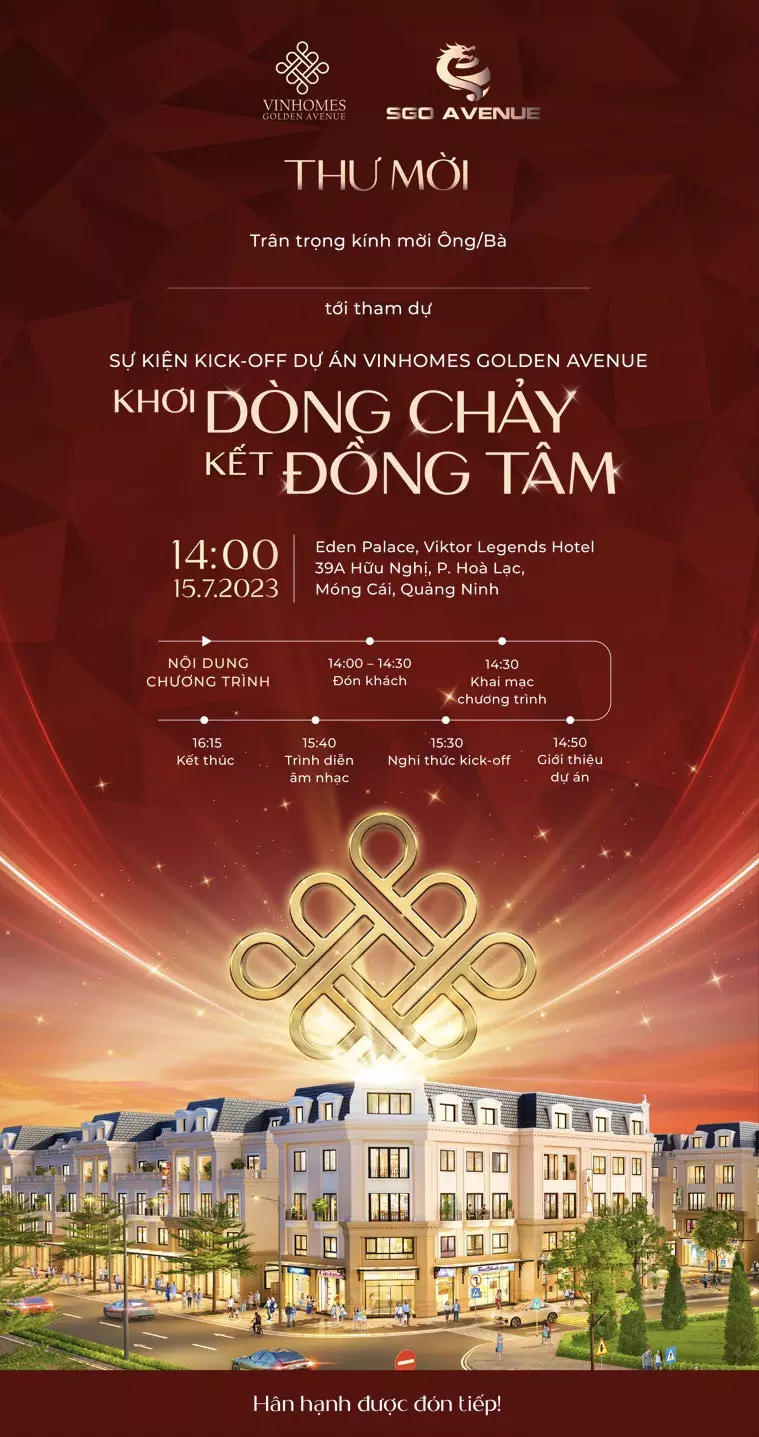 VINHOMES
GOLDEN AVENUE
SGO AVENUE
THƯ MỜI
Trân trọng kính mời Ông/Bà
tới tham dự
SỰ KIỆN KICK-OFF DỰ ÁN VINHOMES GOLDEN AVENUE
KHƠI DÒNG CHẢY
KẾT ĐỒNG TÂM
14:00
15.7.2023
Eden Palace, Viktor Legends Hotel
39A Hữu Nghị, P. Hoà Lạc,
Móng Cái, Quảng Ninh
NỘI DUNG
CHƯƠNG TRÌNH
14:00 – 14:30
Đón khách
14:30
Khai mạc
chương trình
14:50
Giới thiệu
dự án
15:30
Nghi thức kick-off
15:40
Trình diễn
âm nhạc
16:15
Kết thúc
Hân hạnh được đón tiếp!